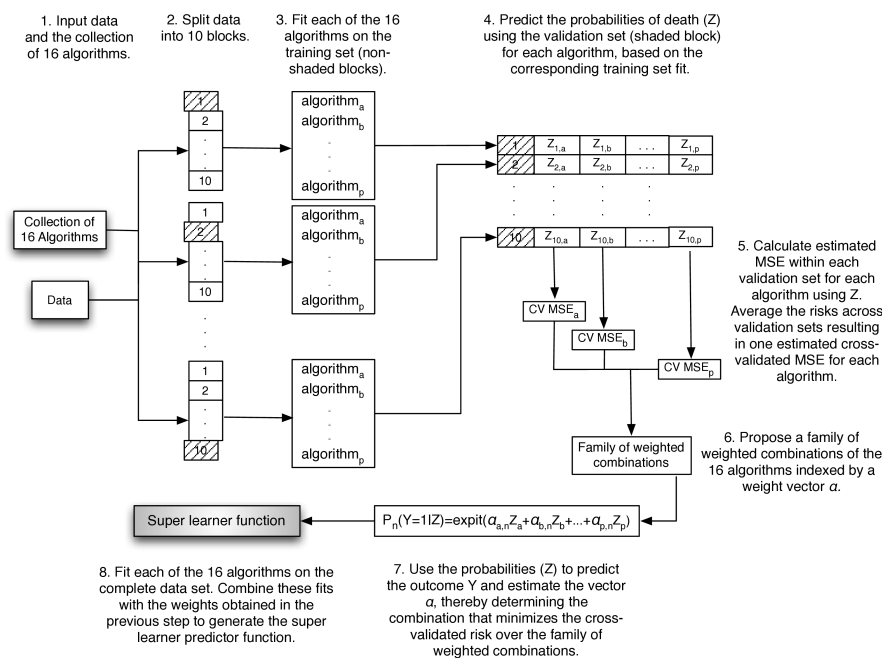 1. Input data
and the collection
of 16 algorithms.
2. Split data
into 10 blocks.
3. Fit each of the 16
algorithms on the
training set (non-
shaded blocks).
4. Predict the probabilities of death (Z)
using the validation set (shaded block)
for each algorithm, based on the
corresponding training set fit.
1
2
.
.
.
10
algorithm_a
algorithm_b
.
.
.
algorithm_p
1 Z_1,a Z_1,b . . . Z_1,p
2 Z_2,a Z_2,b . . . Z_2,p
. . . .
. . . .
. . . .
10 Z_10,a Z_10,b . . . Z_10,p
Collection of
16 Algorithms
Data
1
2
.
.
.
10
algorithm_a
algorithm_b
.
.
.
algorithm_p
.
.
.
1
2
.
.
.
10
algorithm_a
algorithm_b
.
.
.
algorithm_p
CV MSE_a
CV MSE_b
CV MSE_p
5. Calculate estimated
MSE within each
validation set for each
algorithm using Z.
Average the risks across
validation sets resulting
in one estimated cross-
validated MSE for each
algorithm.
Family of weighted
combinations
6. Propose a family of
weighted combinations of the
16 algorithms indexed by a
weight vector α.
Super learner function
P_n(Y=1|Z)=expit(α_a,nZ_a+α_b,nZ_b+...+α_p,nZ_p)
8. Fit each of the 16 algorithms on the
complete data set. Combine these fits
with the weights obtained in the
previous step to generate the super
learner predictor function.
7. Use the probabilities (Z) to predict
the outcome Y and estimate the vector
α, thereby determining the
combination that minimizes the cross-
validated risk over the family of
weighted combinations.